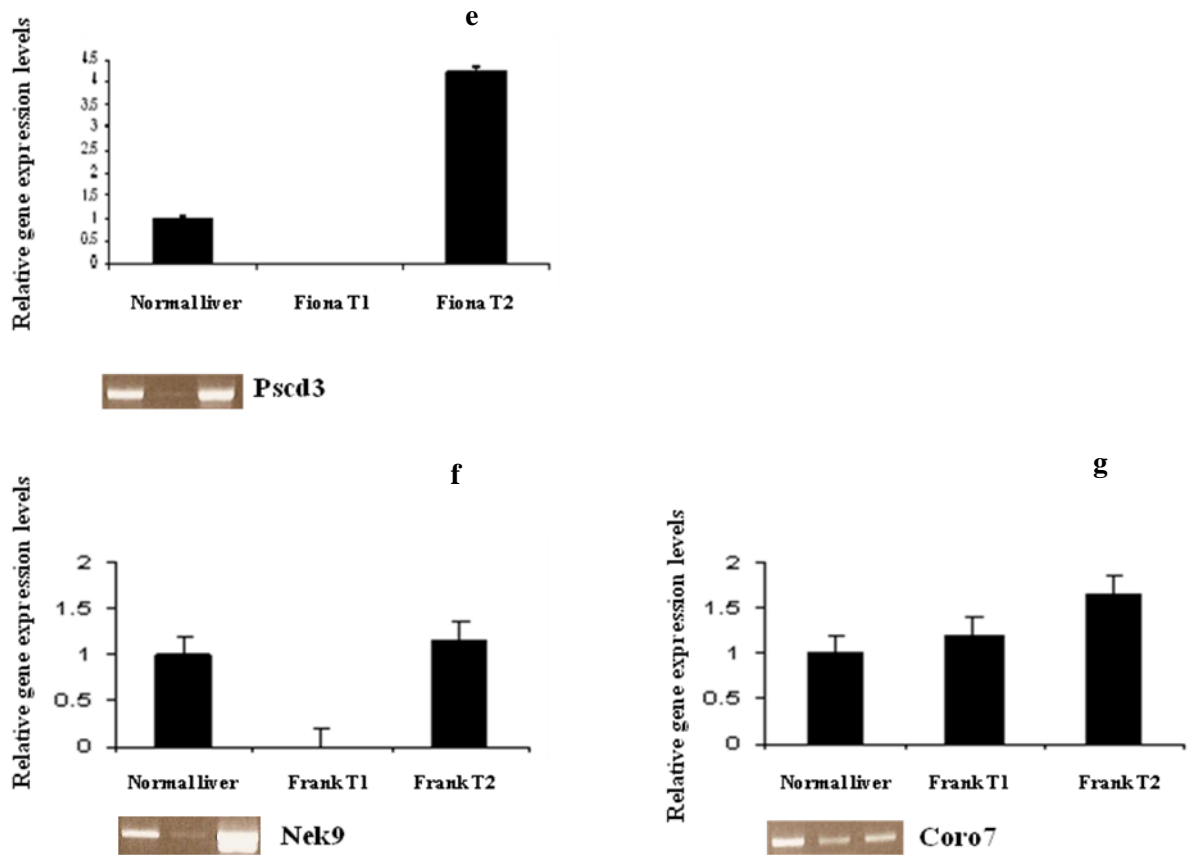 e
Relative gene expression levels
4.5
4
3.5
3
2.5
2
1.5
1
0.5
0
Normal liver Fiona T1 Fiona T2
Pscd3
f
Relative gene expression levels
2
1.5
1
0.5
0
Normal liver Frank T1 Frank T2
Nek9
g
Relative gene expression levels
2
1.5
1
0.5
0
Normal liver Frank T1 Frank T2
Coro7